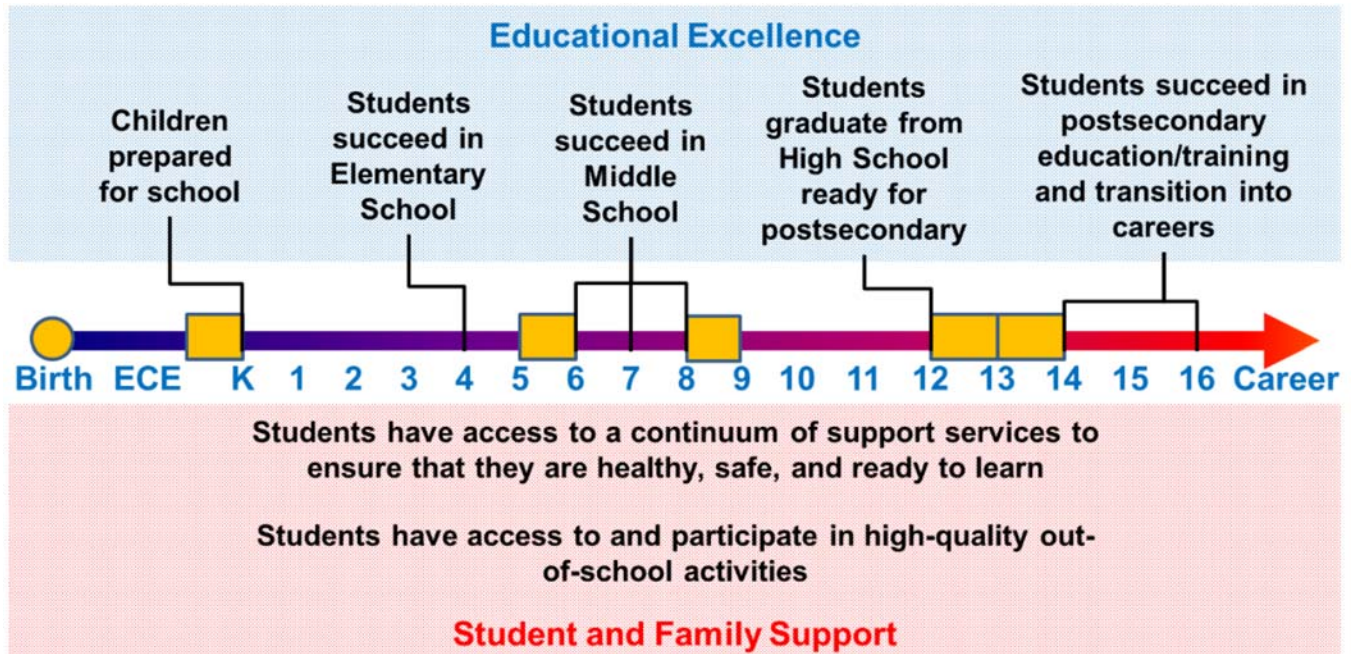 Educational Excellence
Children
prepared
for school
Students
succeed in
Elementary
School
Students
succeed in
Middle
School
Students
graduate from
High School
ready for
postsecondary
Students succeed in
postsecondary
education/training
and transition into
careers
Birth ECE K 1 2 3 4 5 6 7 8 9 10 11 12 13 14 15 16 Career
Students have access to a continuum of support services to
ensure that they are healthy, safe, and ready to learn
Students have access to and participate in high-quality out-
of-school activities
Student and Family Support